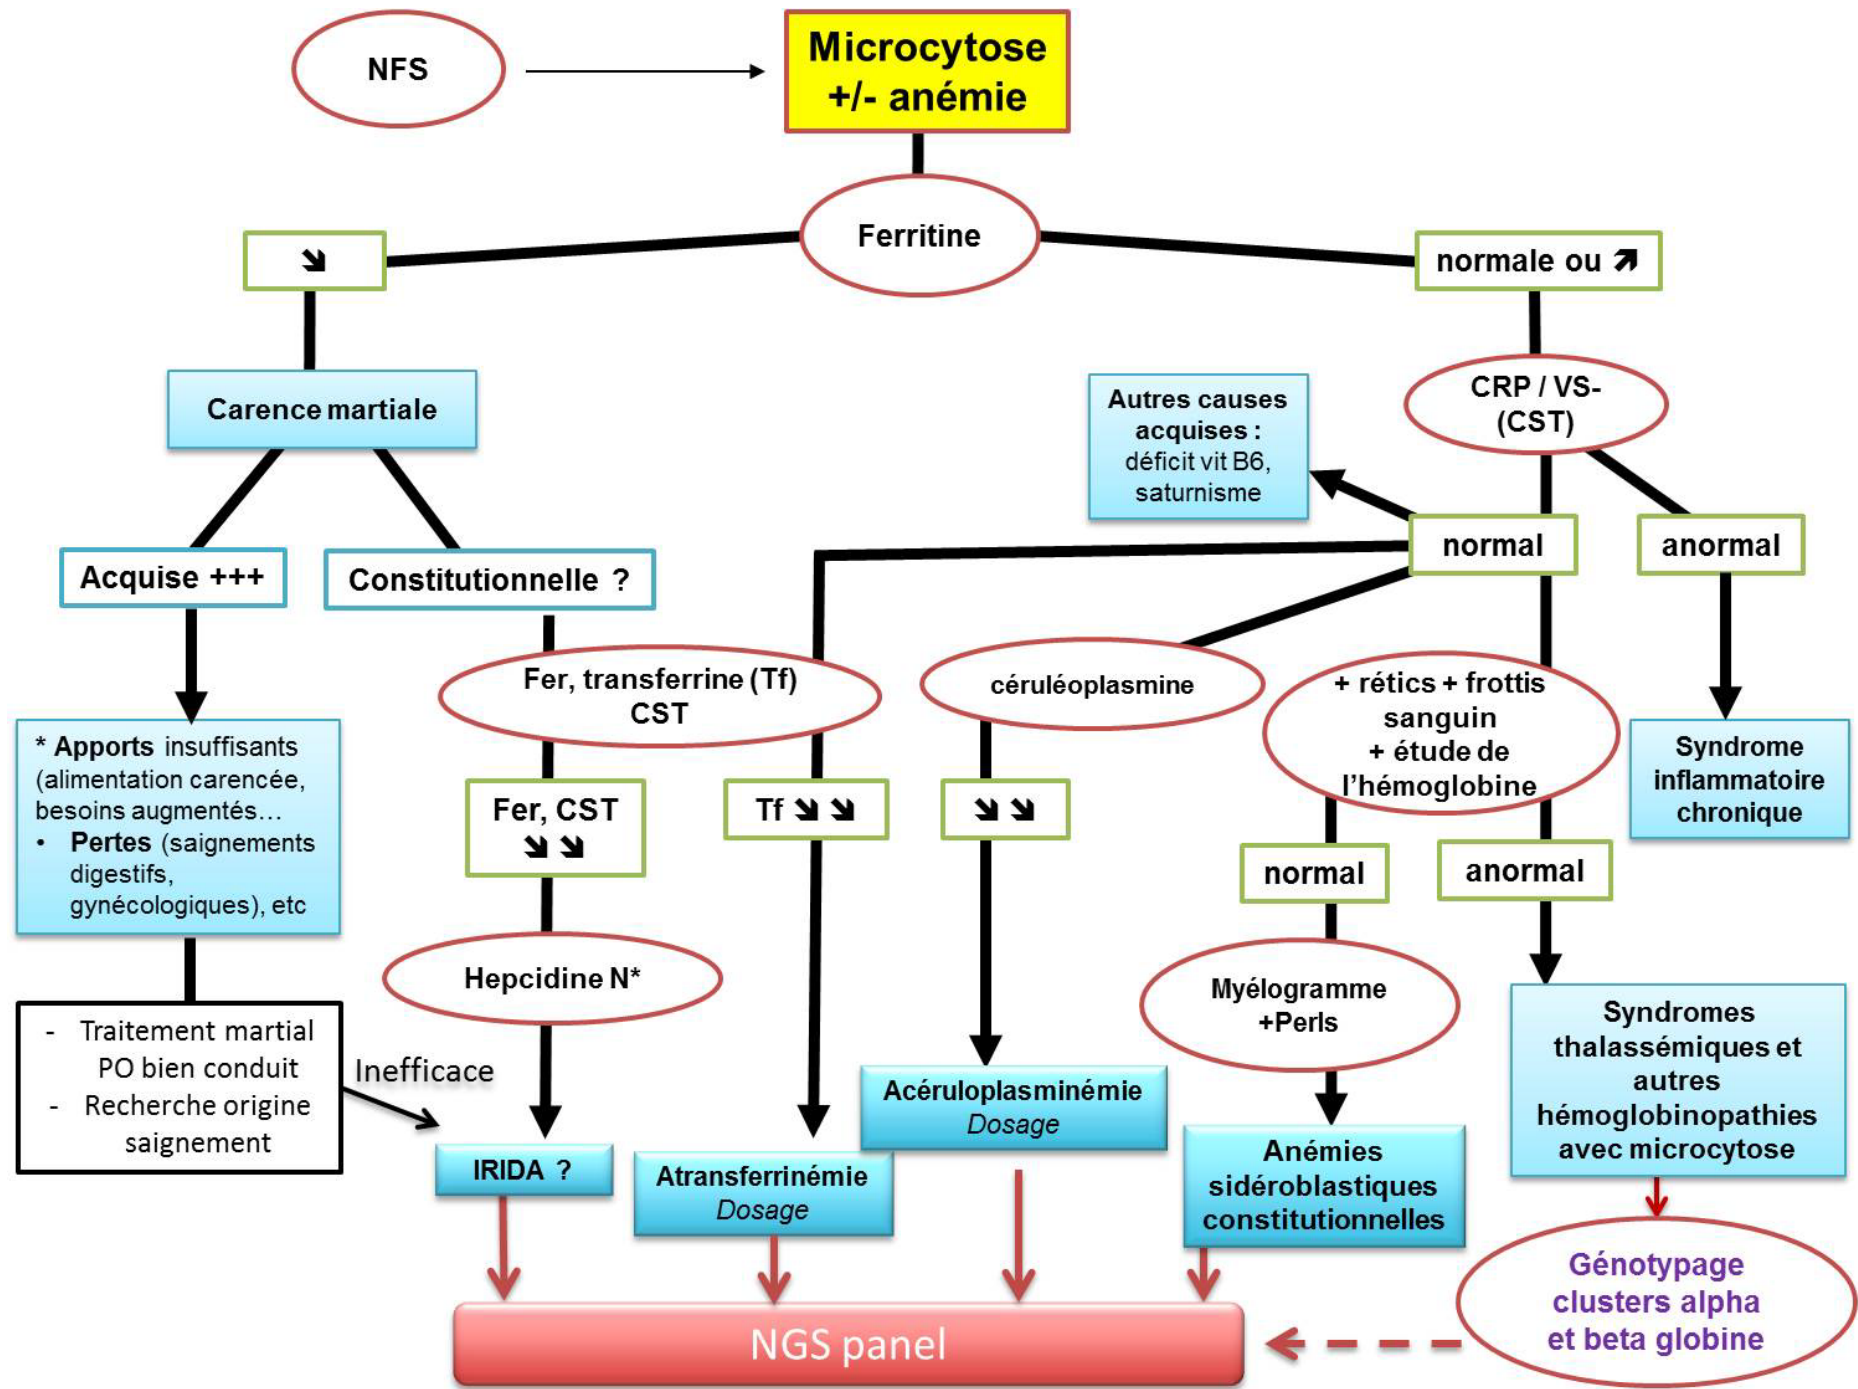 NFS
Microcytose
+/- anémie
Ferritine
↘
normale ou ↗
Carence martiale
Autres causes
acquises :
déficit vit B6,
saturnisme
CRP / VS-
(CST)
Acquise +++
Constitutionnelle ?
normal
anormal
Fer, transferrine (Tf)
CST
céruléoplasmine
+ rétics + frottis
sanguin
+ étude de
l'hémoglobine
* Apports insuffisants
(alimentation carencée,
besoins augmentés…
• Pertes (saignements
digestifs,
gynécologiques), etc
Fer, CST
↘ ↘
Tf ↘ ↘
↘ ↘
Syndrome
inflammatoire
chronique
normal
anormal
Hepcidine N*
Myélogramme
+Perls
- Traitement martial
PO bien conduit
- Recherche origine
saignement
Inefficace
IRIDA ?
Atransferrinémie
Dosage
Acéruloplasminémie
Dosage
Anémies
sidéroblastiques
constitutionnelles
Syndromes
thalassémiques et
autres
hémoglobinopathies
avec microcytose
Génotypage
clusters alpha
et beta globine
NGS panel